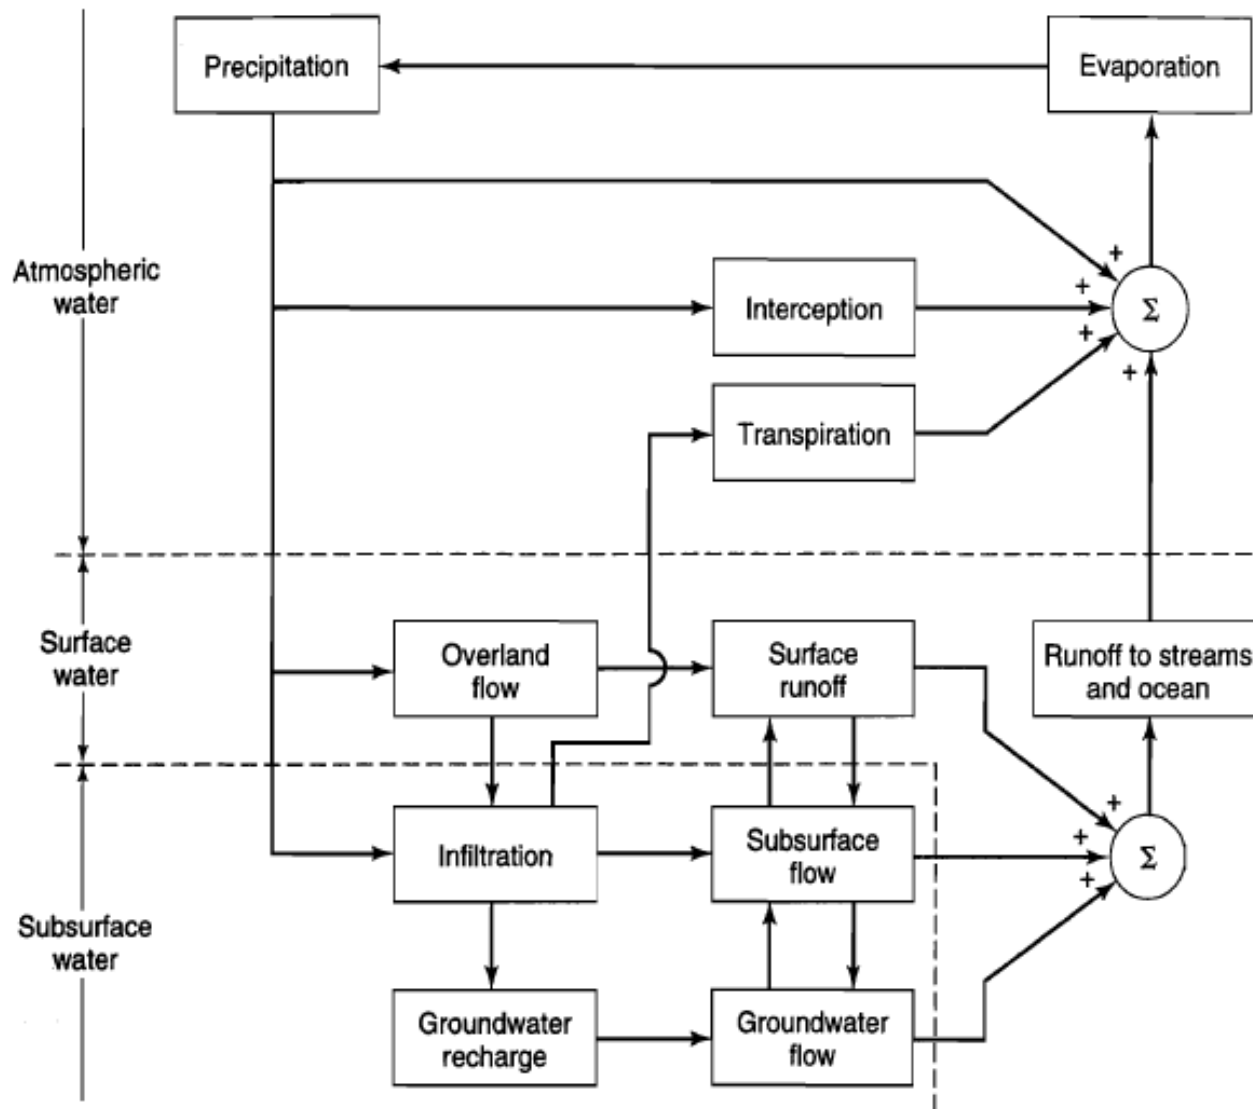 Precipitation
Evaporation
Atmospheric
water
+
+
Σ
Interception
+
+
Transpiration
Surface
water
Overland
flow
Surface
runoff
Runoff to streams
and ocean
+
+
Σ
Infiltration
Subsurface
flow
+
Subsurface
water
Groundwater
recharge
Groundwater
flow